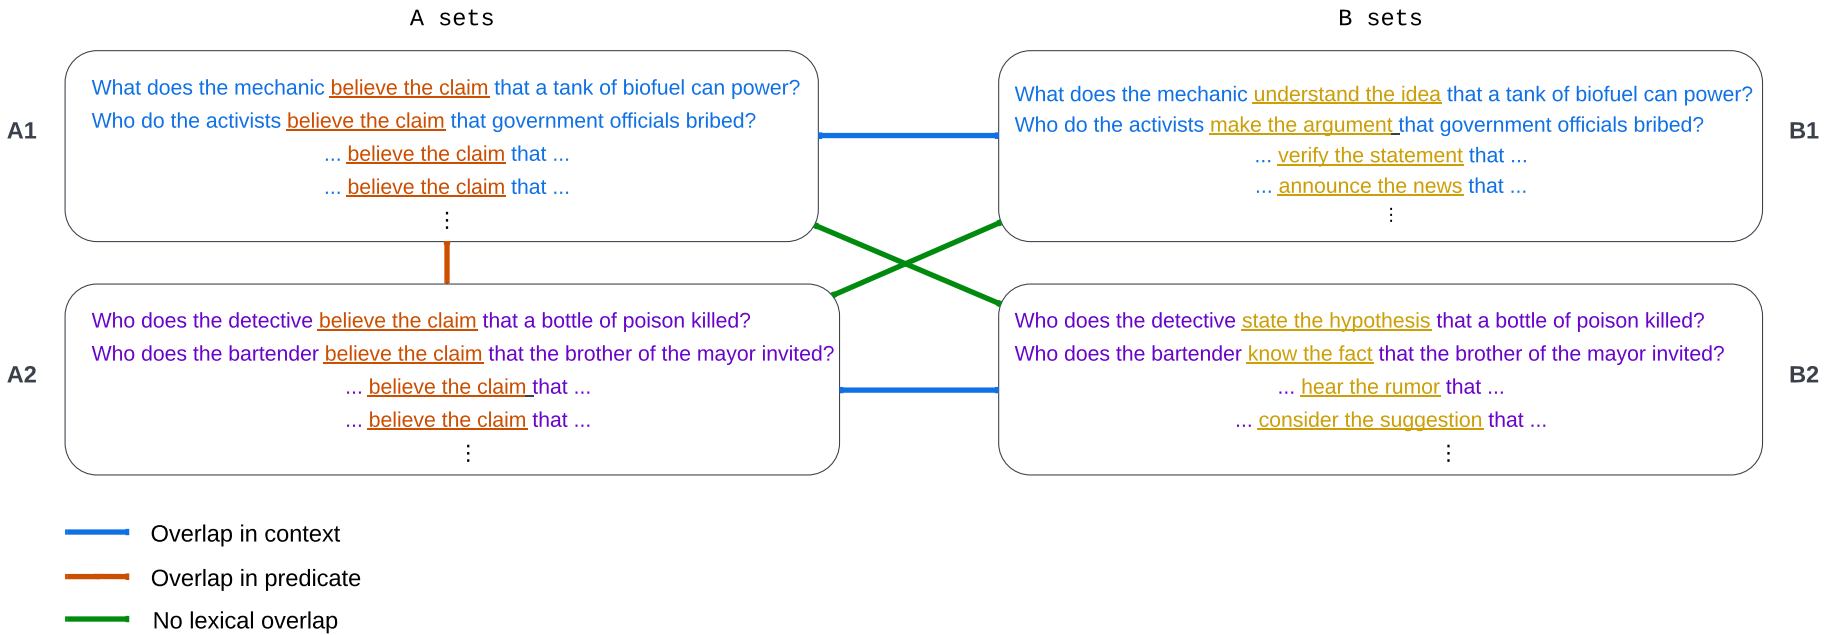 A sets
B sets
A1
What does the mechanic believe the claim that a tank of biofuel can power?
Who do the activists believe the claim that government officials bribed?
... believe the claim that ...
... believe the claim that ...
⋮
What does the mechanic understand the idea that a tank of biofuel can power?
Who do the activists make the argument that government officials bribed?
... verify the statement that ...
... announce the news that ...
⋮
B1
A2
Who does the detective believe the claim that a bottle of poison killed?
Who does the bartender believe the claim that the brother of the mayor invited?
... believe the claim that ...
... believe the claim that ...
⋮
Who does the detective state the hypothesis that a bottle of poison killed?
Who does the bartender know the fact that the brother of the mayor invited?
... hear the rumor that ...
... consider the suggestion that ...
⋮
B2
Overlap in context
Overlap in predicate
No lexical overlap